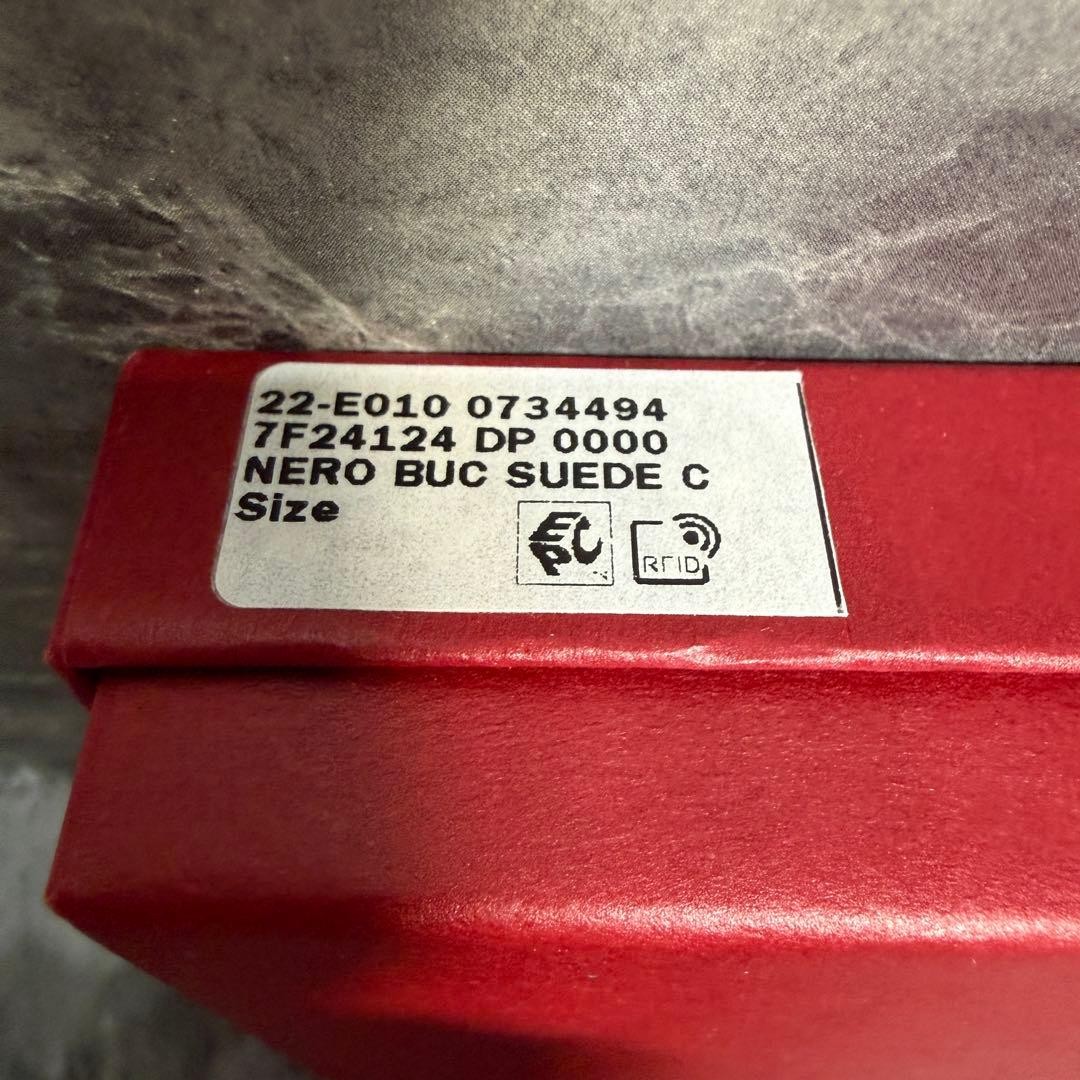 22-E010 0734494
7F24124 DP 0000
NERO BUC SUEDE C
Size
EPC
RFID